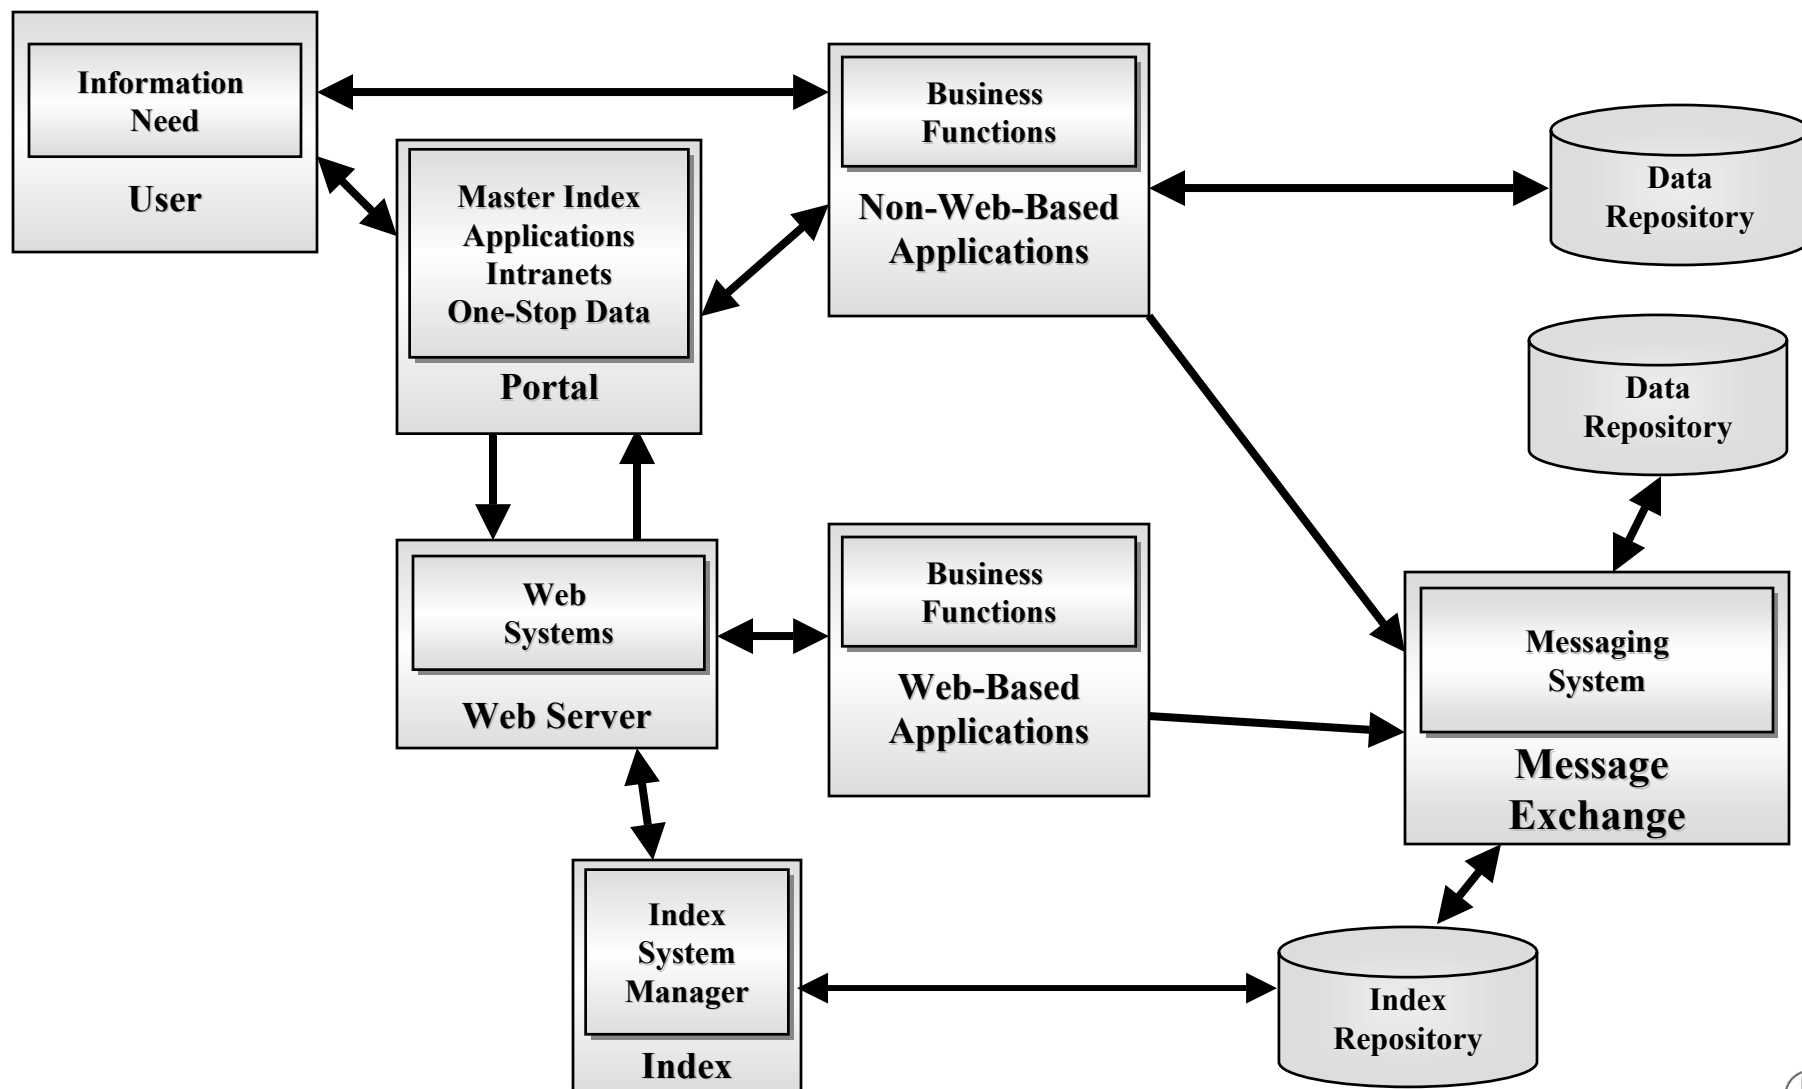 Information
Need
User
Master Index
Applications
Intranets
One-Stop Data
Portal
Business
Functions
Non-Web-Based
Applications
Data
Repository
Data
Repository
Web
Systems
Web Server
Business
Functions
Web-Based
Applications
Messaging
System
Message
Exchange
Index
System
Manager
Index
Index
Repository